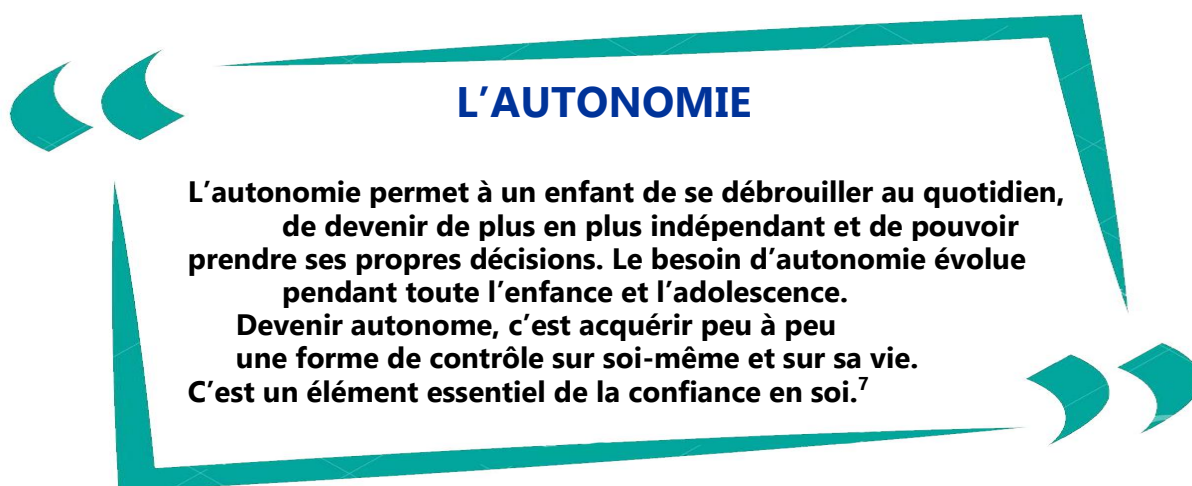 L’AUTONOMIE
L’autonomie permet à un enfant de se débrouiller au quotidien,
de devenir de plus en plus indépendant et de pouvoir
prendre ses propres décisions. Le besoin d’autonomie évolue
pendant toute l’enfance et l’adolescence.
Devenir autonome, c’est acquérir peu à peu
une forme de contrôle sur soi-même et sur sa vie.
C’est un élément essentiel de la confiance en soi.⁷